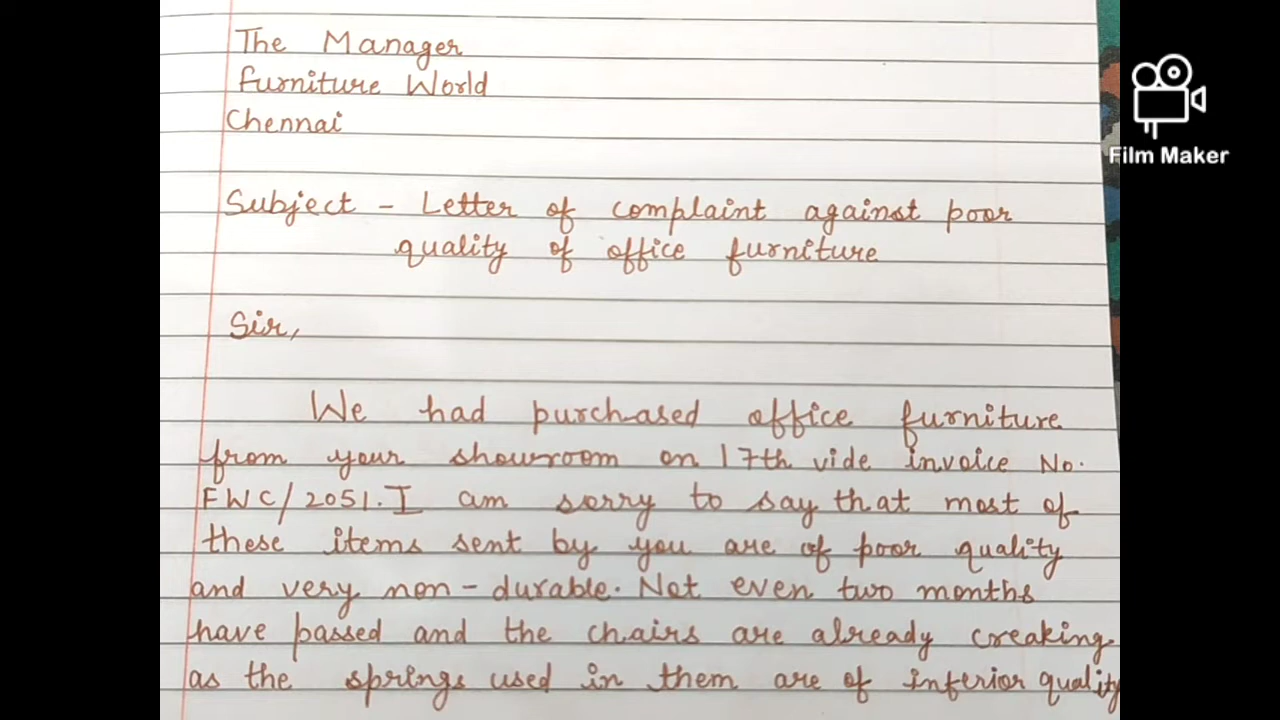 The Manager
Furniture World
Chennai
Subject - Letter of complaint against poor
quality of office furniture
Sir,
We had purchased office furniture
from your showroom on 17th vide invoice No.
FWC/2051. I am sorry to say that most of
these items sent by you are of poor quality
and very non-durable. Not even two months
have passed and the chairs are already creaking
as the springs used in them are of inferior quality
Film Maker